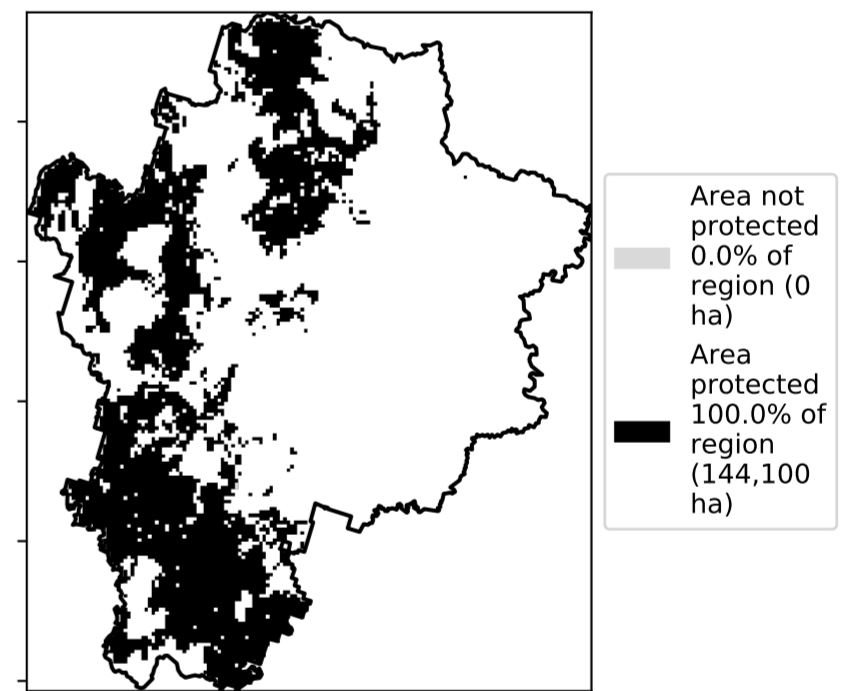 Area not
protected
0.0% of
region (0
ha)
Area
protected
100.0% of
region
(144,100
ha)